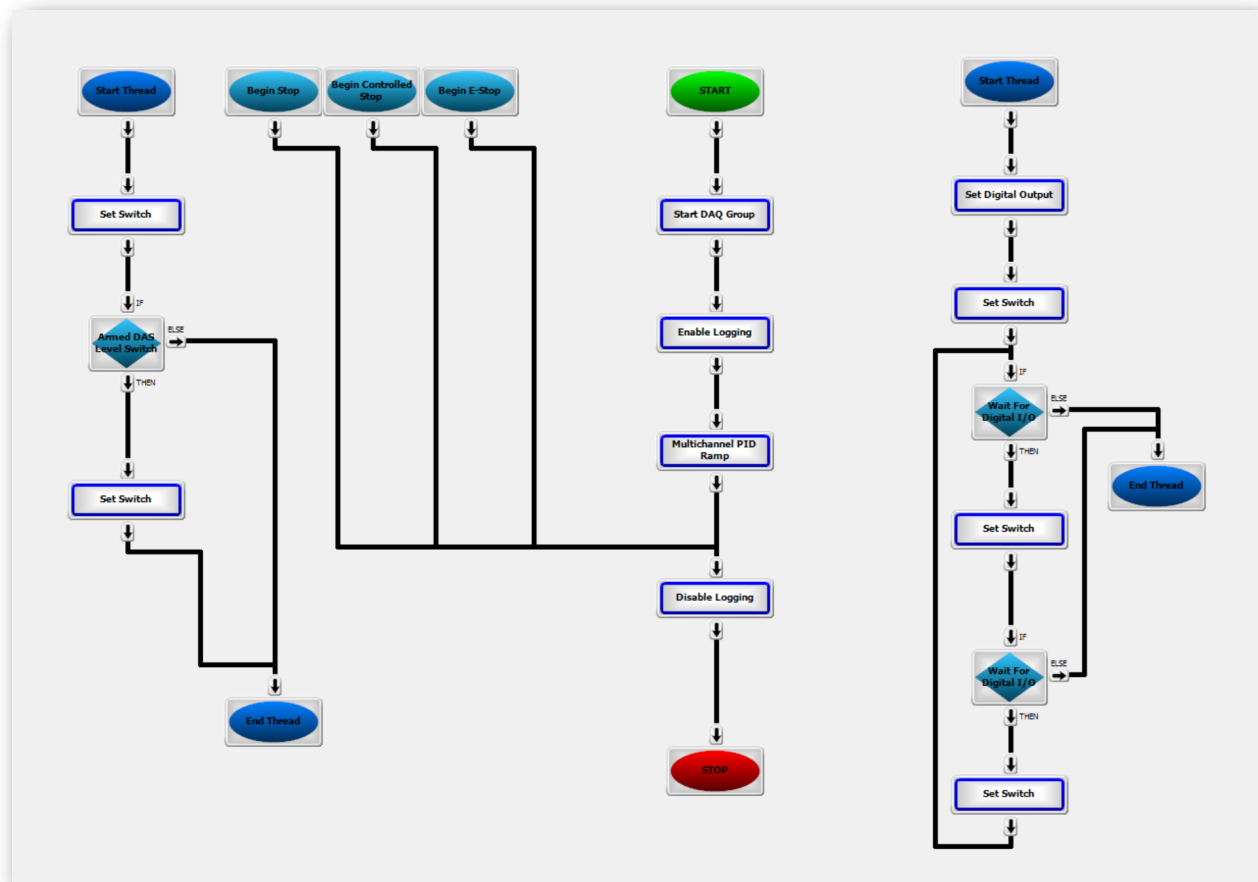 Start Thread
Set Switch
IF
Armed DAS
Level Switch
ELSE
THEN
Set Switch
End Thread
Begin Stop
Begin Controlled
Stop
Begin E-Stop
START
Start DAQ Group
Enable Logging
Multichannel PID
Ramp
Disable Logging
STOP
Start Thread
Set Digital Output
Set Switch
IF
Wait For
Digital I/O
ELSE
THEN
End Thread
Set Switch
IF
Wait For
Digital I/O
ELSE
THEN
Set Switch